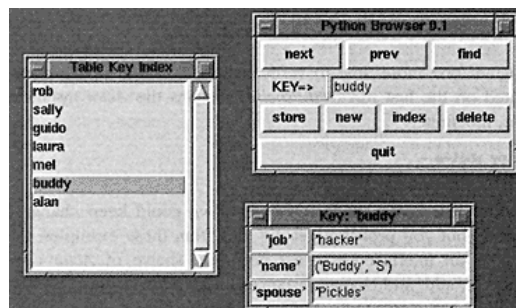 Table Key Index
rob
sally
guido
laura
mel
buddy
alan
Python Browser 0.1
next prev find
KEY=> buddy
store new index delete
quit
Key: 'buddy'
'job' 'hacker'
'name' ("Buddy", "S")
'spouse' "Pickles"